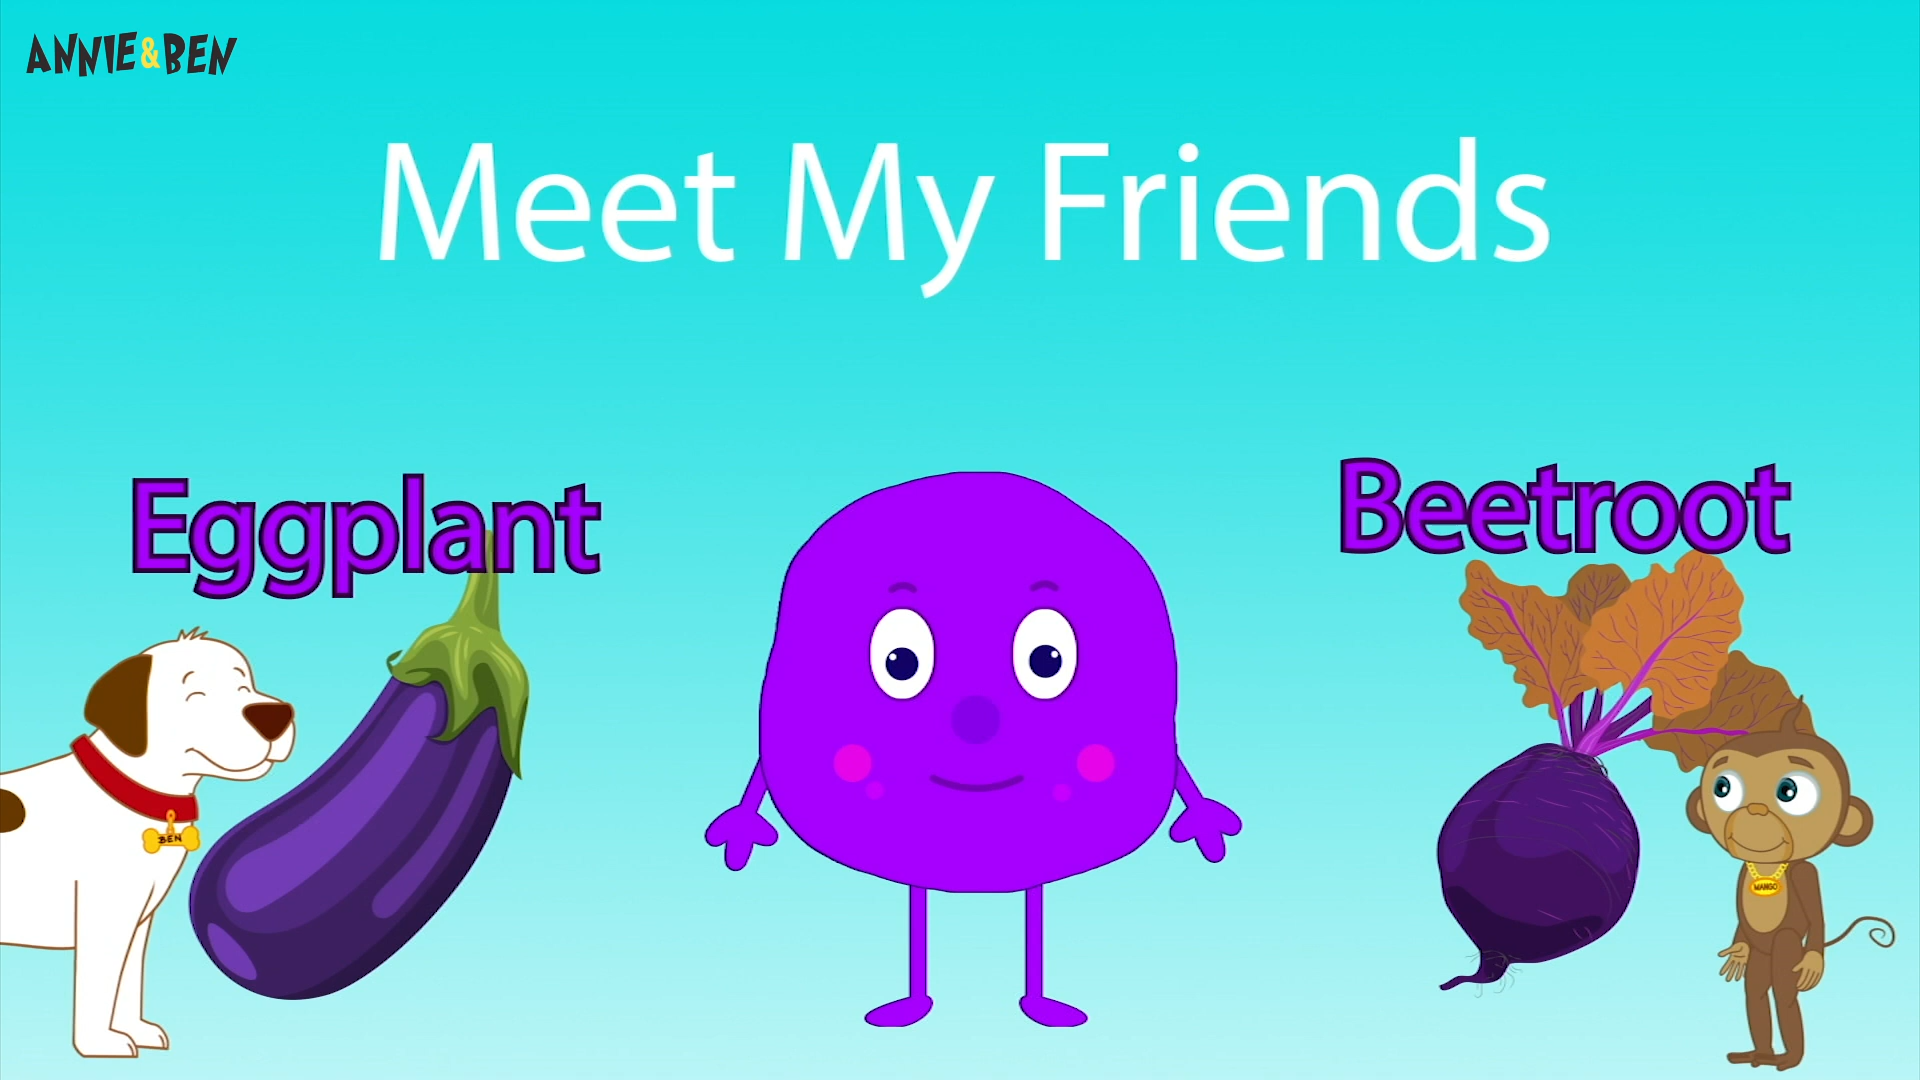 ANNIE&BEN
Meet My Friends
Eggplant
Beetroot
BEN
MANGO